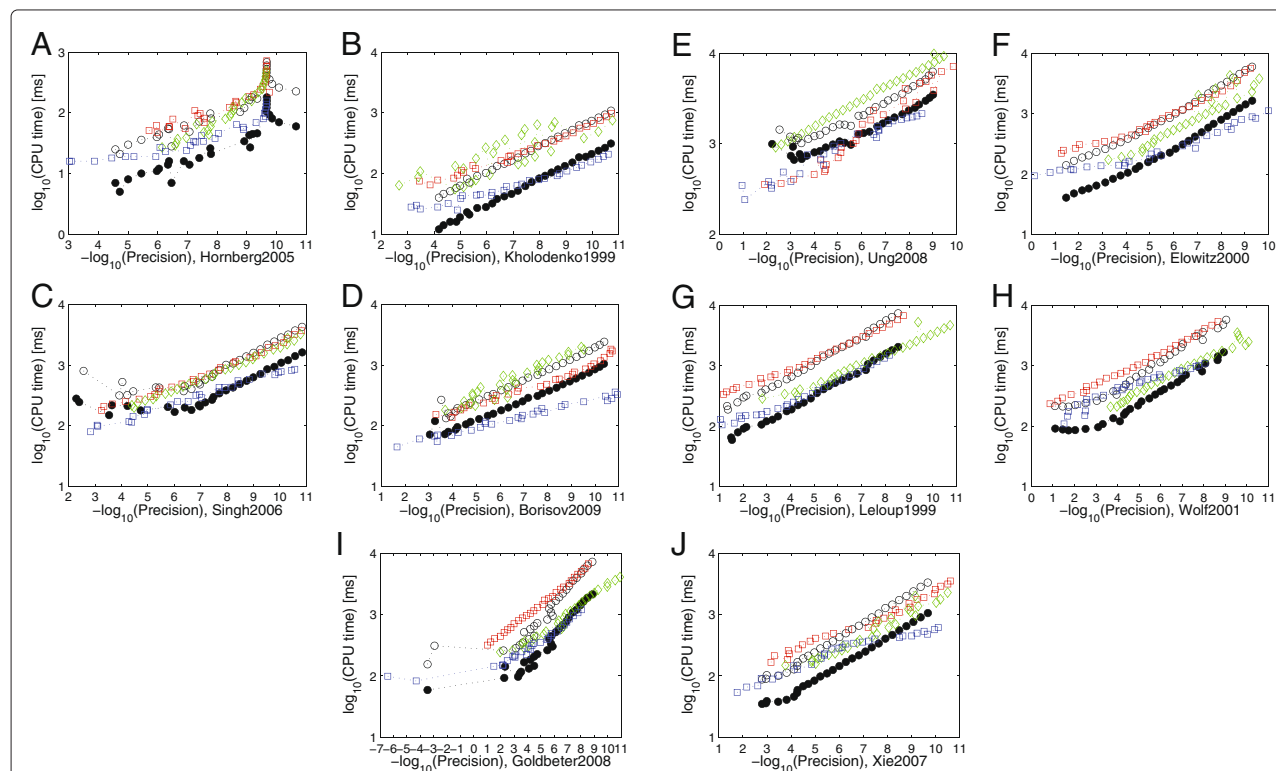 A
3
2
1
0
log10(CPU time) [ms]
3 4 5 6 7 8 9 10 11
−log10(Precision), Hornberg2005
B
4
3
2
1
log10(CPU time) [ms]
2 3 4 5 6 7 8 9 10 11
−log10(Precision), Kholodenko1999
E
4
3
2
log10(CPU time) [ms]
0 1 2 3 4 5 6 7 8 9 10
−log10(Precision), Ung2008
F
4
3
2
1
log10(CPU time) [ms]
0 1 2 3 4 5 6 7 8 9 10
−log10(Precision), Elowitz2000
C
4
3
2
1
log10(CPU time) [ms]
2 3 4 5 6 7 8 9 10 11
−log10(Precision), Singh2006
D
4
3
2
1
log10(CPU time) [ms]
0 1 2 3 4 5 6 7 8 9 10 11
−log10(Precision), Borisov2009
G
4
3
2
1
log10(CPU time) [ms]
1 2 3 4 5 6 7 8 9 10 11
−log10(Precision), Leloup1999
H
4
3
2
1
log10(CPU time) [ms]
0 1 2 3 4 5 6 7 8 9 10 11
−log10(Precision), Wolf2001
I
4
3
2
1
log10(CPU time) [ms]
−7−6−5−4−3−2−1 0 1 2 3 4 5 6 7 8 9 10 11
−log10(Precision), Goldbeter2008
J
4
3
2
1
log10(CPU time) [ms]
1 2 3 4 5 6 7 8 9 10 11
−log10(Precision), Xie2007